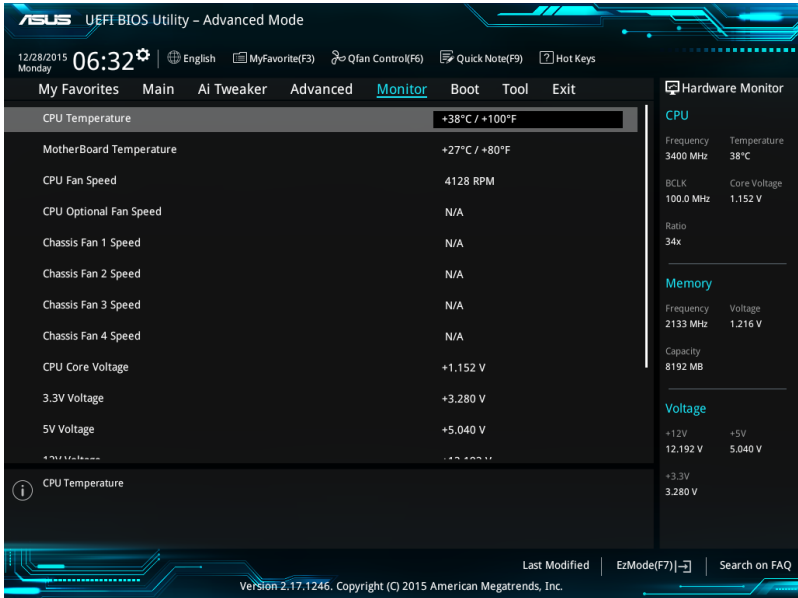 ASUS UEFI BIOS Utility – Advanced Mode
12/28/2015
Monday
06:32
English
MyFavorite(F3)
Qfan Control(F6)
Quick Note(F9)
? Hot Keys
My Favorites Main Ai Tweaker Advanced Monitor Boot Tool Exit
CPU Temperature +38°C / +100°F
MotherBoard Temperature +27°C / +80°F
CPU Fan Speed 4128 RPM
CPU Optional Fan Speed N/A
Chassis Fan 1 Speed N/A
Chassis Fan 2 Speed N/A
Chassis Fan 3 Speed N/A
Chassis Fan 4 Speed N/A
CPU Core Voltage +1.152 V
3.3V Voltage +3.280 V
5V Voltage +5.040 V
12V Voltage +12.192 V
i CPU Temperature
Hardware Monitor
CPU
Frequency Temperature
3400 MHz 38°C
BCLK Core Voltage
100.0 MHz 1.152 V
Ratio
34x
Memory
Frequency Voltage
2133 MHz 1.216 V
Capacity
8192 MB
Voltage
+12V +5V
12.192 V 5.040 V
+3.3V
3.280 V
Last Modified EzMode(F7) Search on FAQ
Version 2.17.1246. Copyright (C) 2015 American Megatrends, Inc.